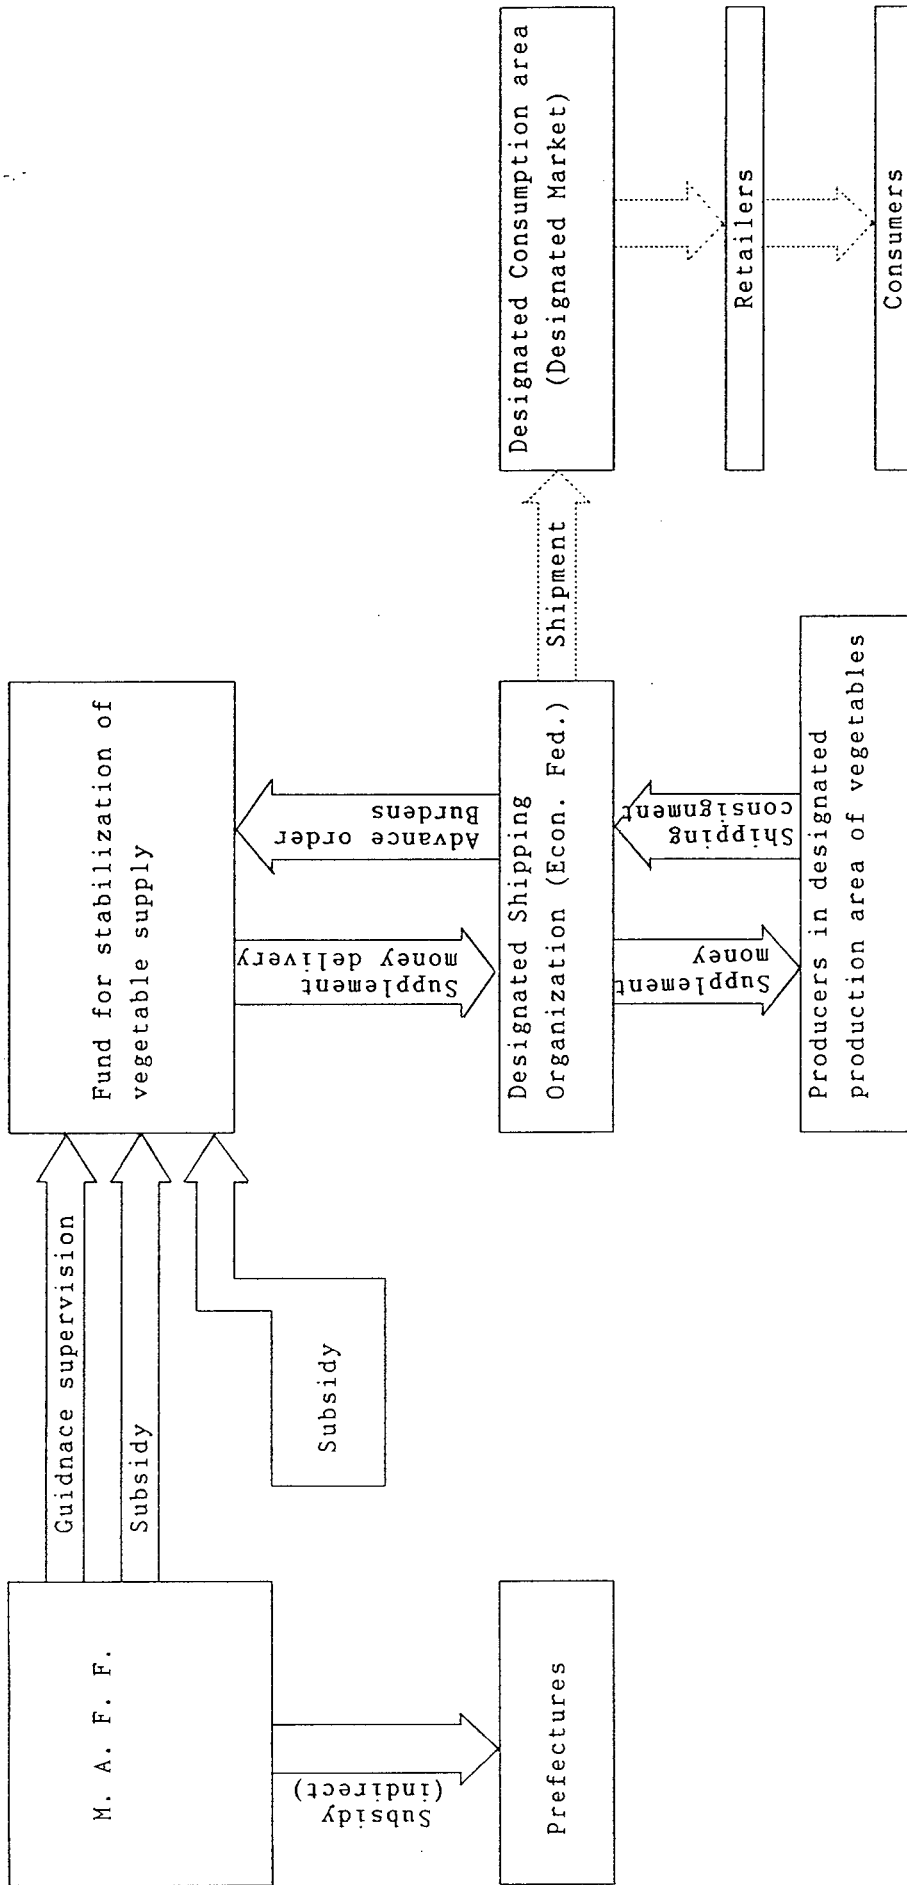 M. A. F. F.
Guidnace supervision
Subsidy
Fund for stabilization of
vegetable supply
Subsidy
Subsidy
(indirect)
Prefectures
Supplement
money delivery
Advance order
Burdens
Designated Shipping
Organization (Econ. Fed.)
Shipment
Designated Consumption area
(Designated Market)
Supplement
money
Shipping
consignment
Producers in designated
production area of vegetables
Retailers
Consumers